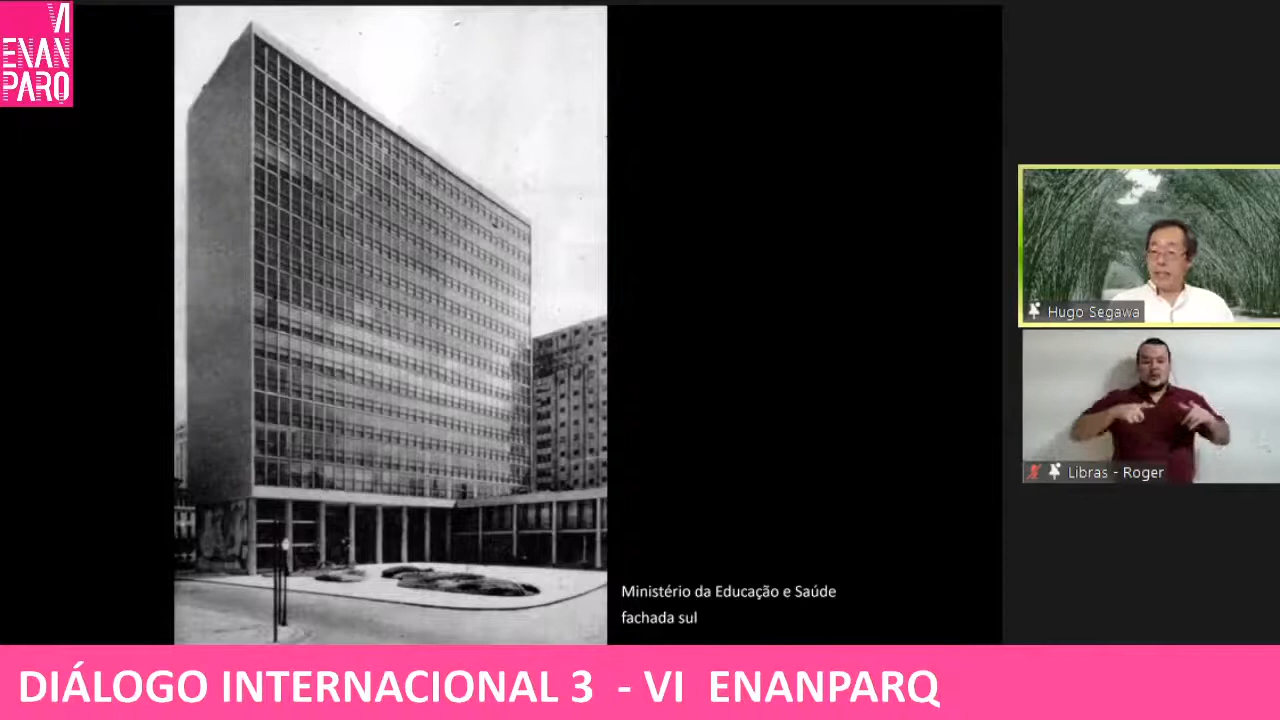 VI
ENAN
PARQ
Hugo Segawa
Libras - Roger
Ministério da Educação e Saúde
fachada sul
DIÁLOGO INTERNACIONAL 3 - VI ENANPARQ